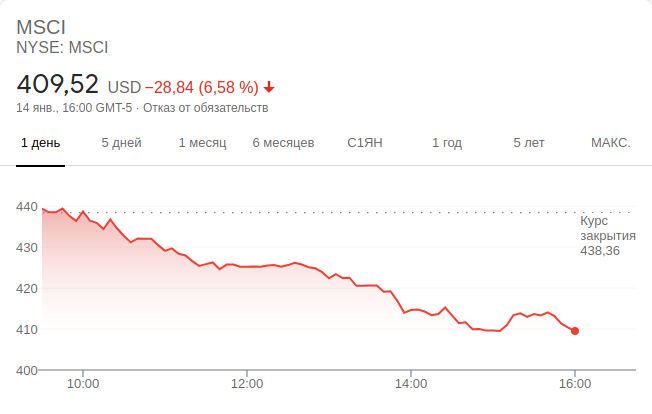 MSCI
NYSE: MSCI
409,52 USD −28,84 (6,58 %)
14 янв., 16:00 GMT-5 · Отказ от обязательств
1 день 5 дней 1 месяц 6 месяцев С1ЯН 1 год 5 лет МАКС.
440
Курс
закрытия
438,36
430
420
410
400
10:00 12:00 14:00 16:00